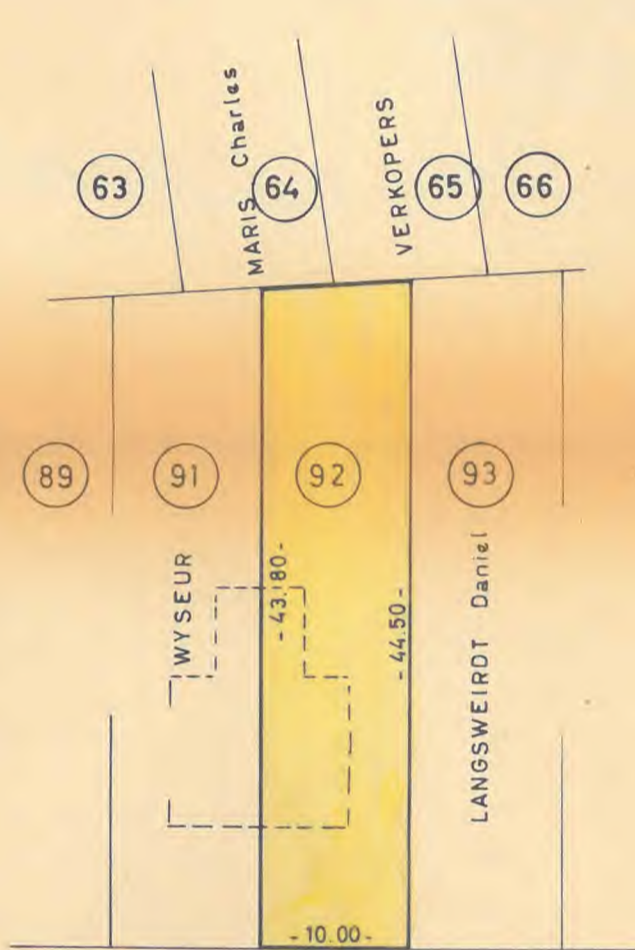 63
MARIS Charles
64
VERKOPERS
65
66
89
91
92
93
WYSEUR
-43.80-
-44.50-
LANGSWEIRDT Daniel
-10.00-